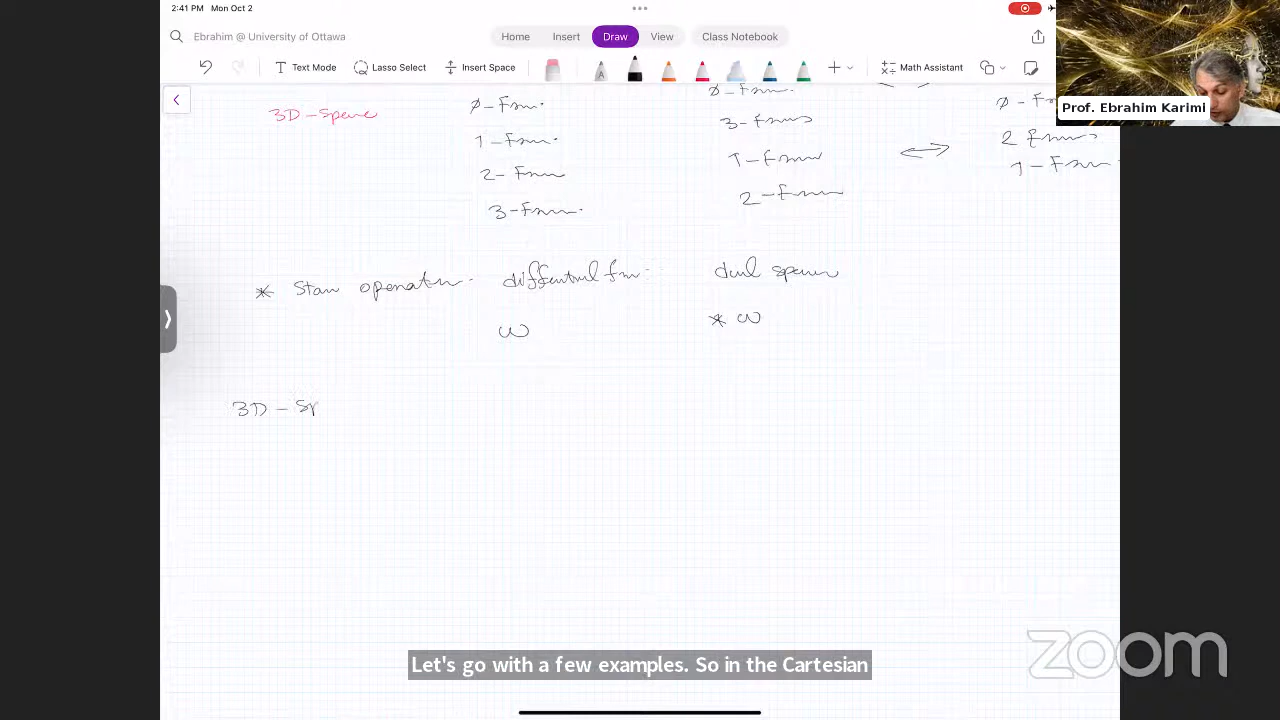 2:41 PM Mon Oct 2
Ebrahim @ University of Ottawa
Home Insert Draw View Class Notebook
Text Mode Lasso Select Insert Space Math Assistant
Prof. Ebrahim Karimi
3D-Space
0-Form
1-Form
2-Form
3-Form
0-Form
3-Forms
1-Form
2-Form
0-F
2 forms
1-Form
* Star operator differential form dual space
ω * ω
3D - Sp
Let's go with a few examples. So in the Cartesian
zoom